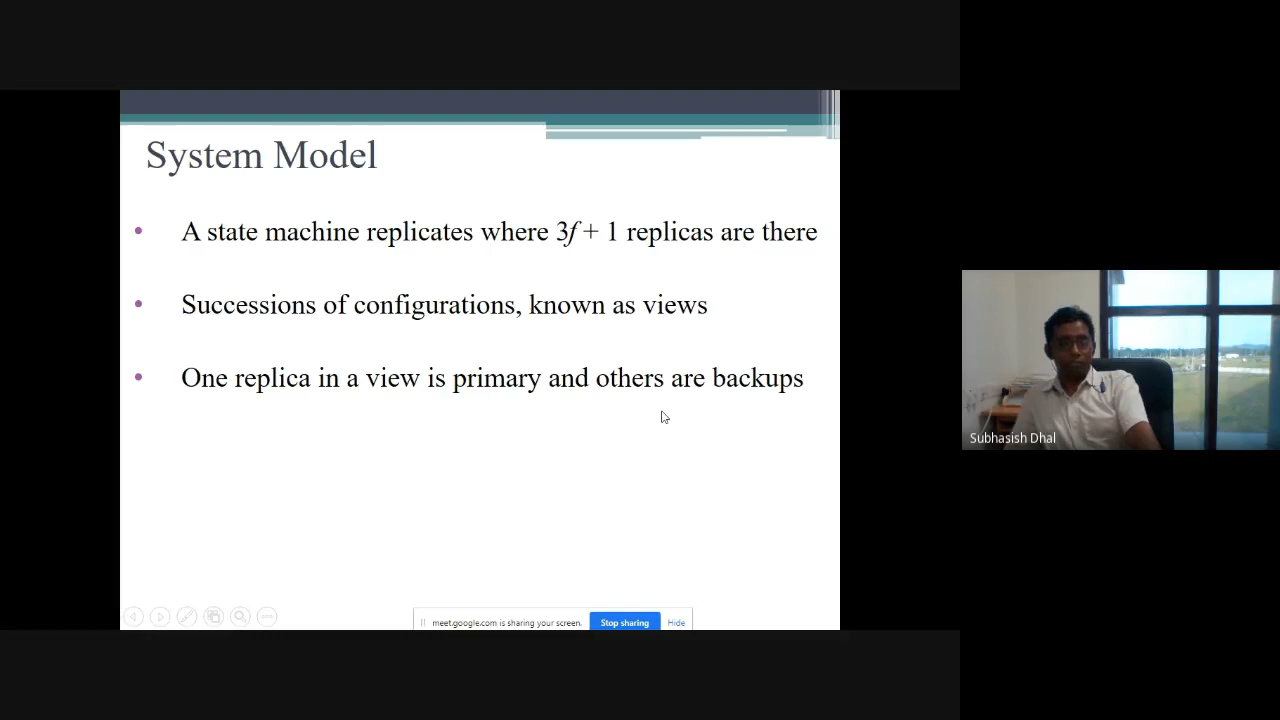 System Model
• A state machine replicates where 3f + 1 replicas are there
• Successions of configurations, known as views
• One replica in a view is primary and others are backups
Subhasish Dhal
meet.google.com is sharing your screen.
Stop sharing
Hide